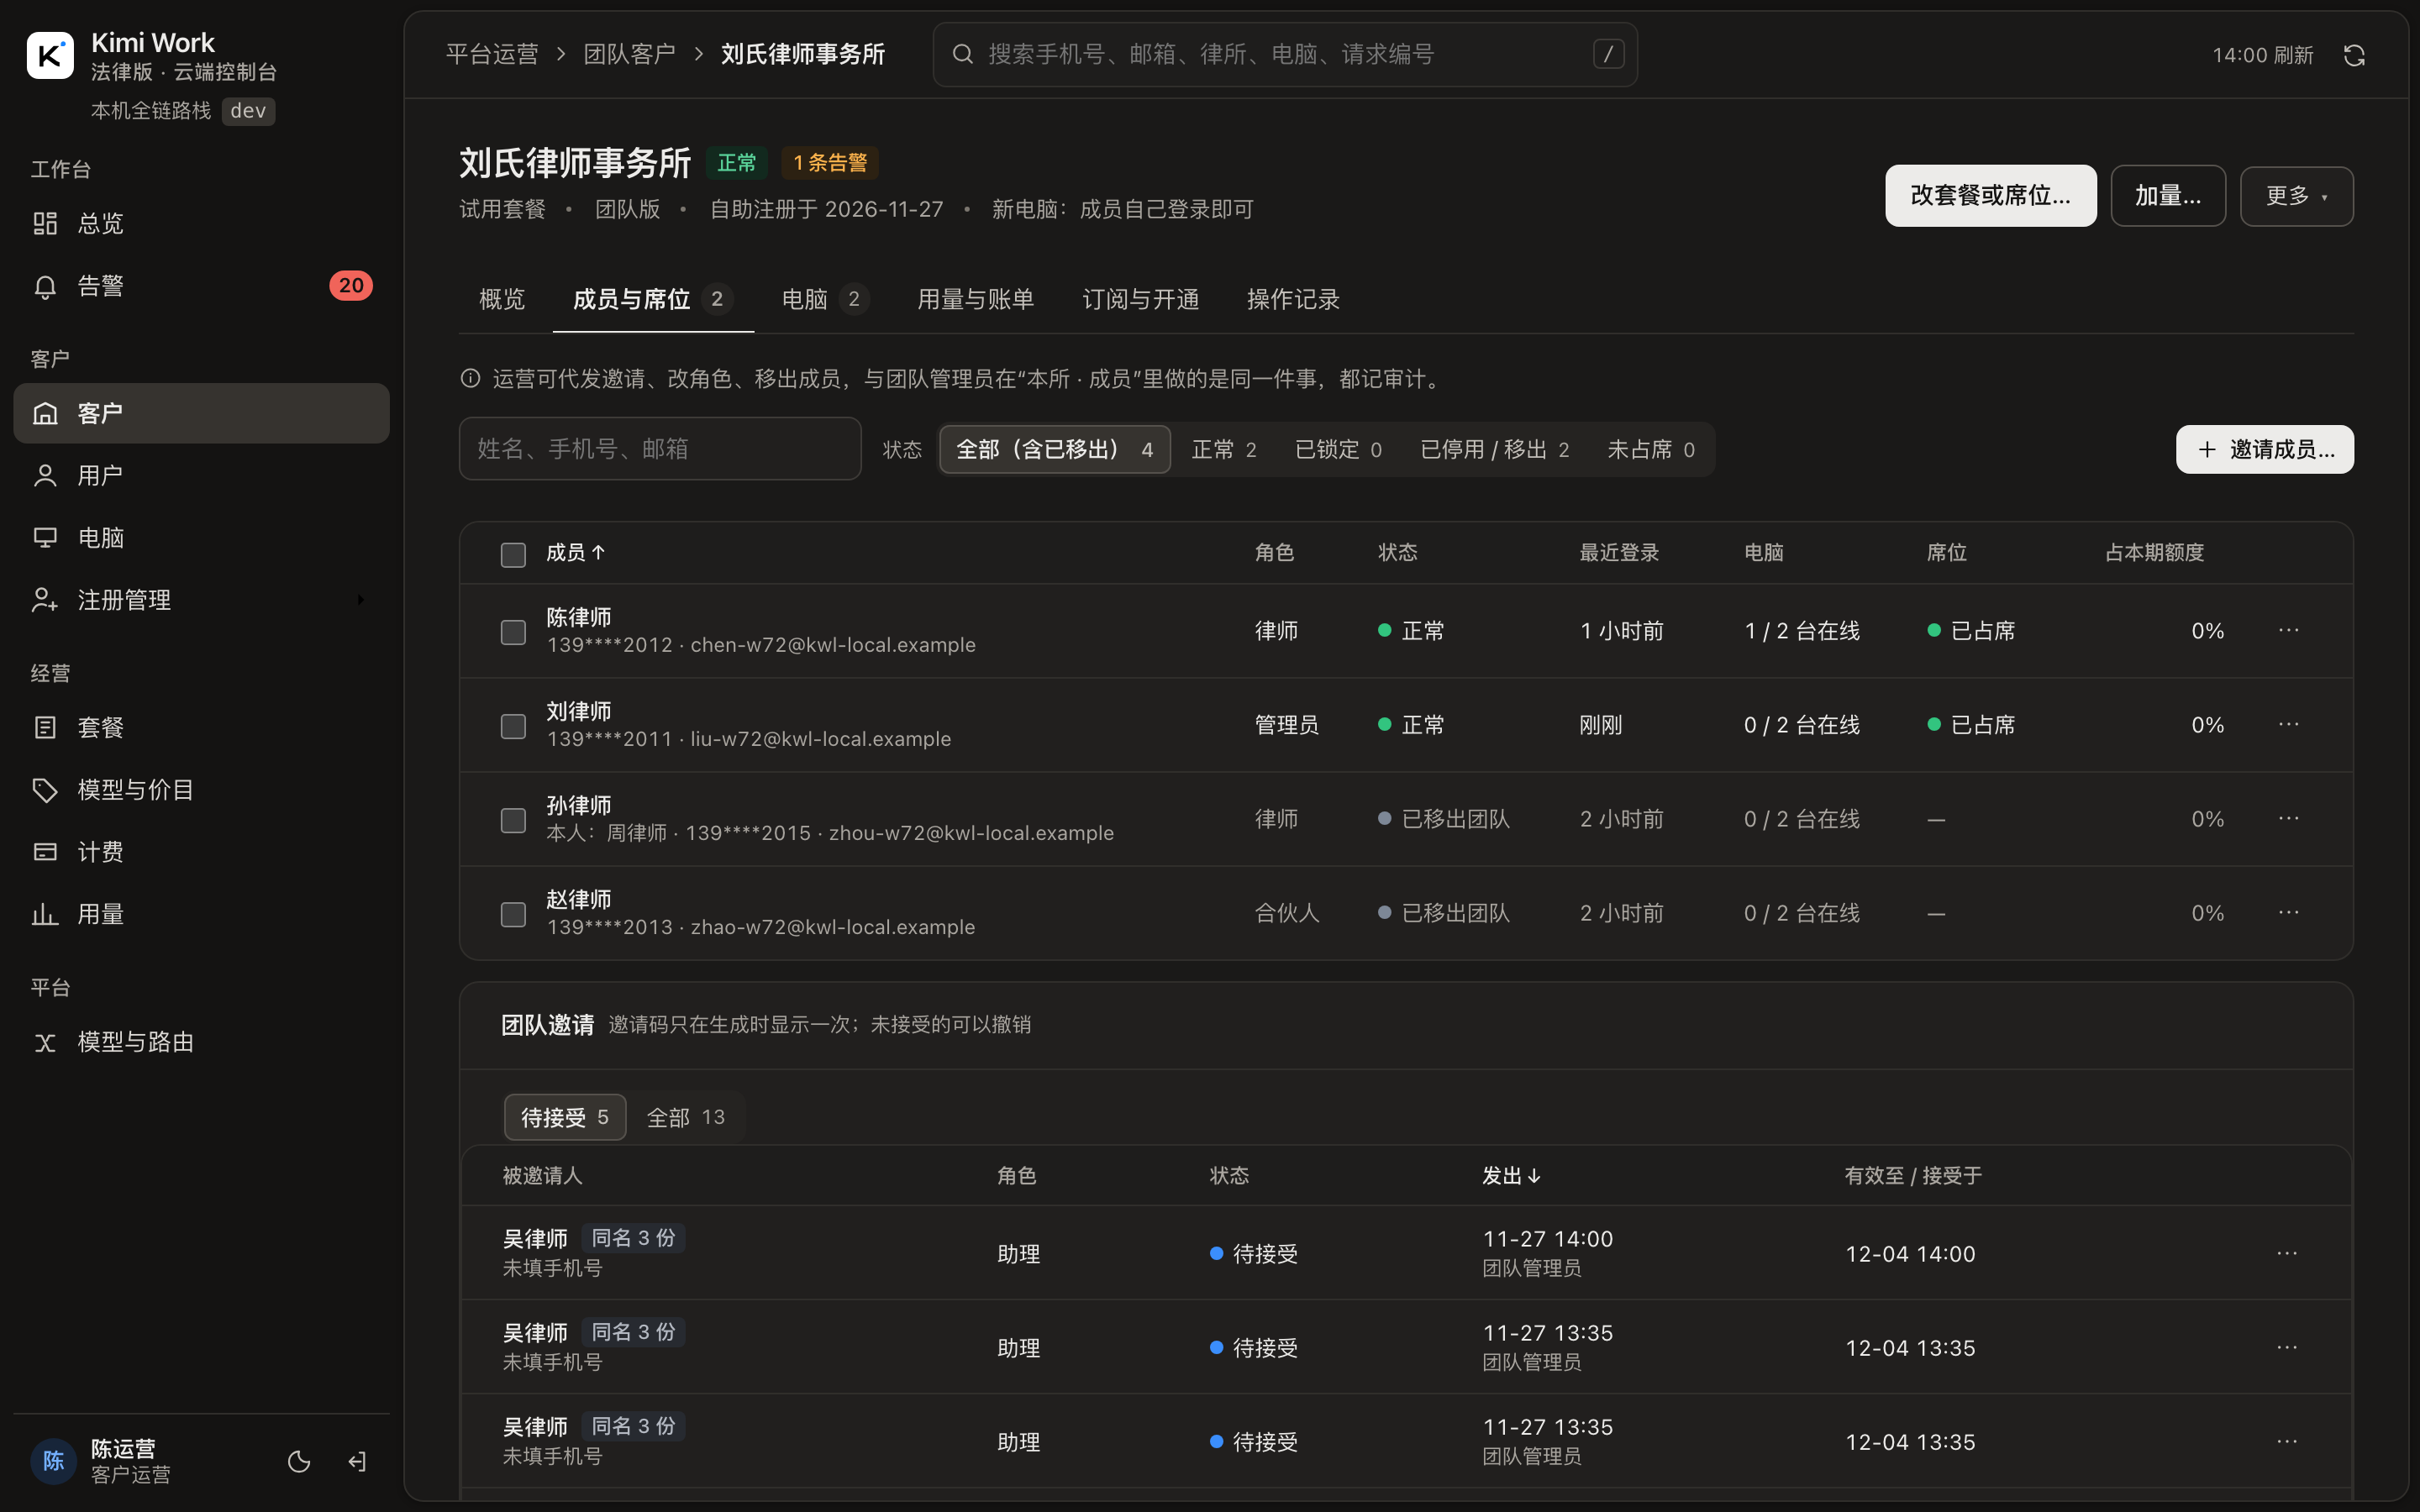 Kimi Work
法律版 · 云端控制台
本机全链路栈 dev
工作台
总览
告警 20
客户
客户
用户
电脑
注册管理
经营
套餐
模型与价目
计费
用量
平台
模型与路由
陈 陈运营
客户运营
平台运营 > 团队客户 > 刘氏律师事务所
搜索手机号、邮箱、律所、电脑、请求编号 /
14:00 刷新
刘氏律师事务所 正常 1 条告警
试用套餐 • 团队版 • 自助注册于 2026-11-27 • 新电脑：成员自己登录即可
改套餐或席位... 加量... 更多
概览 成员与席位 2 电脑 2 用量与账单 订阅与开通 操作记录
运营可代发邀请、改角色、移出成员，与团队管理员在“本所 · 成员”里做的是同一件事，都记审计。
姓名、手机号、邮箱 状态 全部（含已移出） 4 正常 2 已锁定 0 已停用 / 移出 2 未占席 0 + 邀请成员...
成员 ↑ 角色 状态 最近登录 电脑 席位 占本期额度
陈律师
139****2012 · chen-w72@kwl-local.example
律师 正常 1 小时前 1 / 2 台在线 已占席 0% ...
刘律师
139****2011 · liu-w72@kwl-local.example
管理员 正常 刚刚 0 / 2 台在线 已占席 0% ...
孙律师
本人：周律师 · 139****2015 · zhou-w72@kwl-local.example
律师 已移出团队 2 小时前 0 / 2 台在线 — 0% ...
赵律师
139****2013 · zhao-w72@kwl-local.example
合伙人 已移出团队 2 小时前 0 / 2 台在线 — 0% ...
团队邀请 邀请码只在生成时显示一次；未接受的可以撤销
待接受 5 全部 13
被邀请人 角色 状态 发出 ↓ 有效至 / 接受于
吴律师 同名 3 份
未填手机号
助理 待接受
11-27 14:00
团队管理员
12-04 14:00 ...
吴律师 同名 3 份
未填手机号
助理 待接受
11-27 13:35
团队管理员
12-04 13:35 ...
吴律师 同名 3 份
未填手机号
助理 待接受
11-27 13:35
团队管理员
12-04 13:35 ...